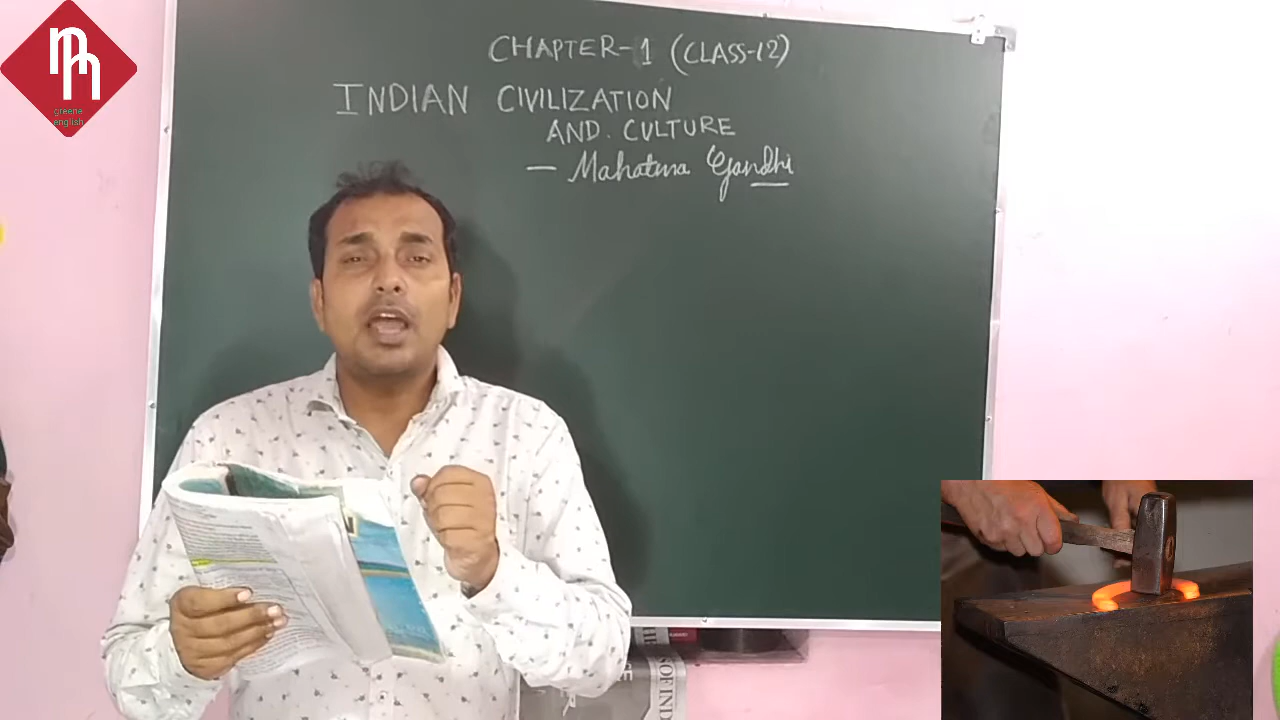 CHAPTER-1 (CLASS-12)
INDIAN CIVILIZATION
AND. CULTURE
— Mahatma Gandhi
greene
english